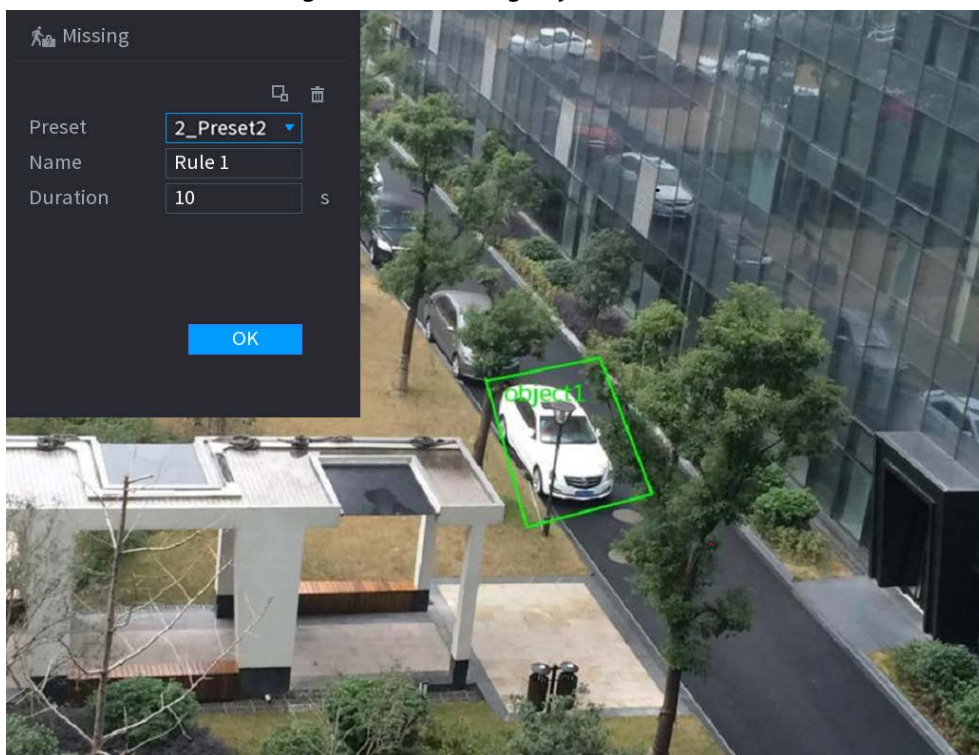 Missing
Preset 2_Preset2
Name Rule 1
Duration 10 s
OK
object1